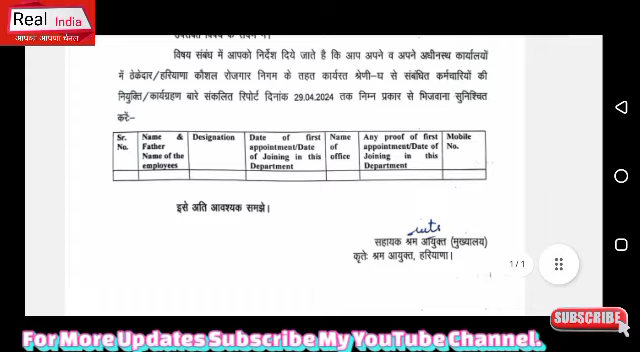 Real India
आपका आपणा चैनल
विषय संबंध में आपको निर्देश दिये जाते है कि आप अपने व अपने अधीनस्थ कार्यालयों
में ठेकेदार/हरियाणा कौशल रोजगार निगम के तहत कार्यरत श्रेणी-घ से संबंधित कर्मचारियों की
नियुक्ति/कार्यग्रहण बारे संकलित रिपोर्ट दिनांक 29.04.2024 तक निम्न प्रकार से भिजवाना सुनिश्चित
करें:-
Sr. No.
Name & Father Name of the employees
Designation
Date of first appointment/Date of Joining in this Department
Name of office
Any proof of first appointment/Date of Joining in this Department
Mobile No.
इसे अति आवश्यक समझे।
सहायक श्रम आयुक्त (मुख्यालय)
कृतेः श्रम आयुक्त, हरियाणा।
1/1
SUBSCRIBE
For More Updates Subscribe My YouTube Channel.